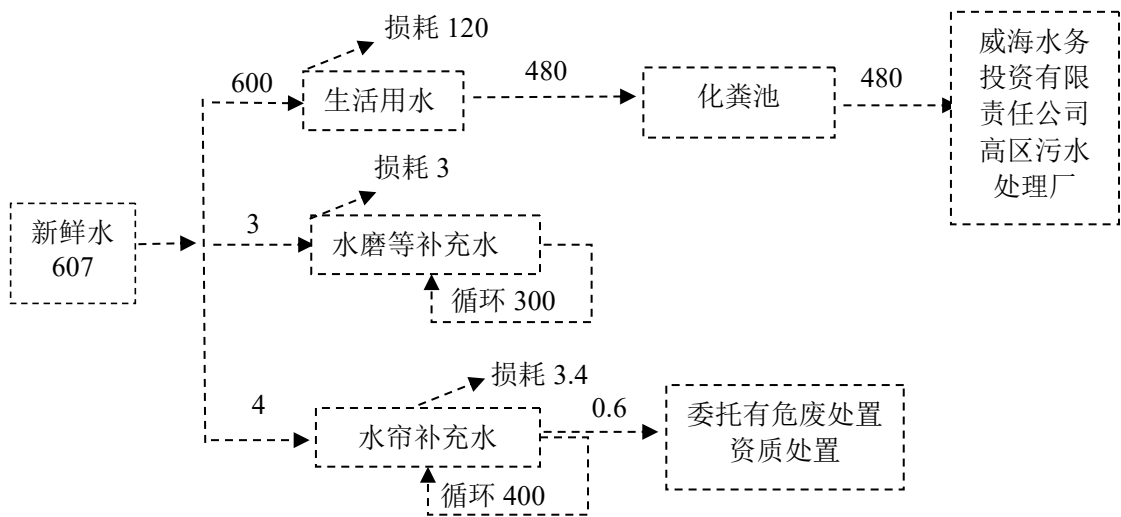 损耗 120
600
生活用水
480
化粪池
480
威海水务
投资有限
责任公司
高区污水
处理厂
新鲜水
607
损耗 3
3
水磨等补充水
循环 300
损耗 3.4
4
水帘补充水
0.6
委托有危废处置
资质处置
循环 400